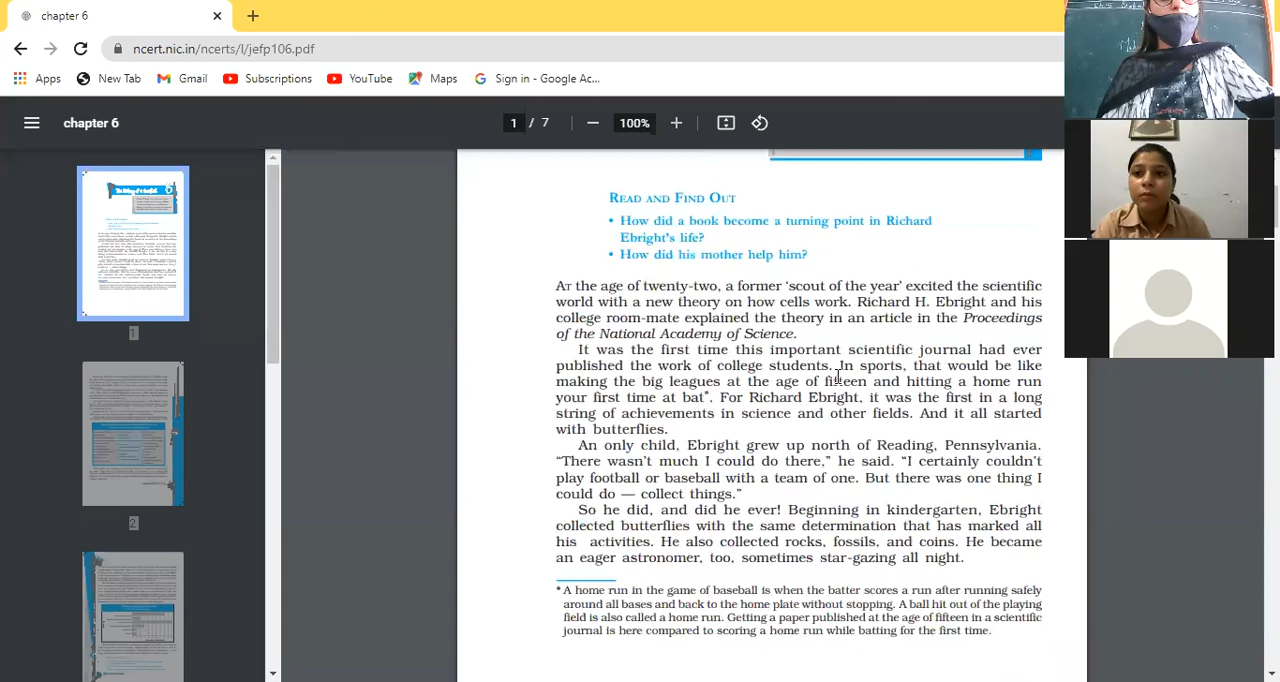 chapter 6
ncert.nic.in/ncerts/l/jefp106.pdf
Apps New Tab Gmail Subscriptions YouTube Maps Sign in - Google Ac...
chapter 6 1 / 7 100%
READ AND FIND OUT
• How did a book become a turning point in Richard
Ebright's life?
• How did his mother help him?
AT the age of twenty-two, a former ‘scout of the year’ excited the scientific
world with a new theory on how cells work. Richard H. Ebright and his
college room-mate explained the theory in an article in the Proceedings
of the National Academy of Science.
It was the first time this important scientific journal had ever
published the work of college students. In sports, that would be like
making the big leagues at the age of fifteen and hitting a home run
your first time at bat*. For Richard Ebright, it was the first in a long
string of achievements in science and other fields. And it all started
with butterflies.
An only child, Ebright grew up north of Reading, Pennsylvania.
“There wasn't much I could do there,” he said. “I certainly couldn't
play football or baseball with a team of one. But there was one thing I
could do — collect things.”
So he did, and did he ever! Beginning in kindergarten, Ebright
collected butterflies with the same determination that has marked all
his activities. He also collected rocks, fossils, and coins. He became
an eager astronomer, too, sometimes star-gazing all night.
* A home run in the game of baseball is when the batter scores a run after running safely
around all bases and back to the home plate without stopping. A ball hit out of the playing
field is also called a home run. Getting a paper published at the age of fifteen in a scientific
journal is here compared to scoring a home run while batting for the first time.
1
2